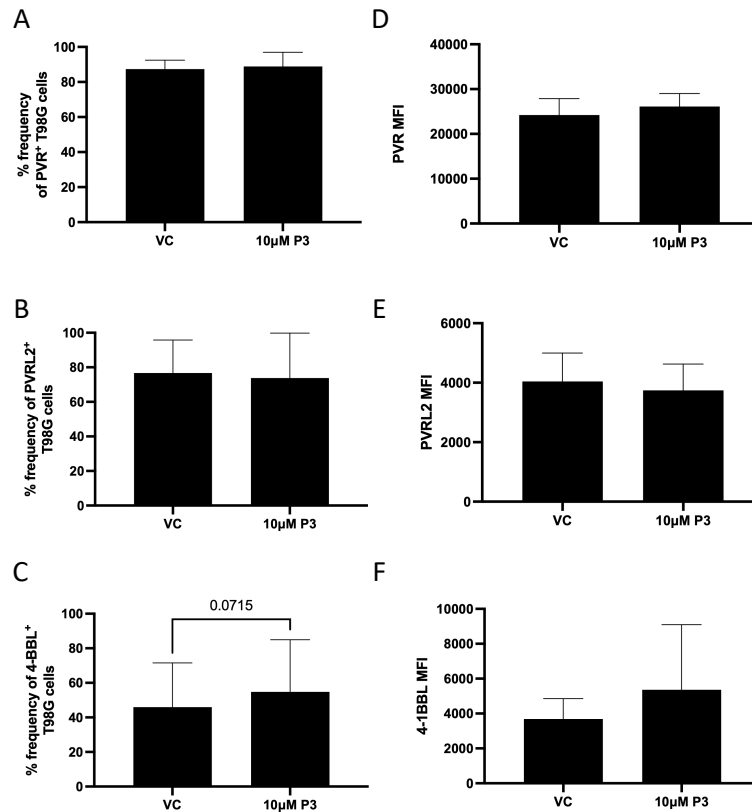 A
% frequency
of PVR⁺ T98G cells
100
80
60
40
20
0
VC
10µM P3
D
PVR MFI
40000
30000
20000
10000
0
VC
10µM P3
B
% frequency of PVRL2⁺
T98G cells
100
80
60
40
20
0
VC
10µM P3
E
PVRL2 MFI
6000
4000
2000
0
VC
10µM P3
C
% frequency of 4-BBL⁺
T98G cells
100
80
60
40
20
0
0.0715
VC
10µM P3
F
4-1BBL MFI
10000
8000
6000
4000
2000
0
VC
10µM P3